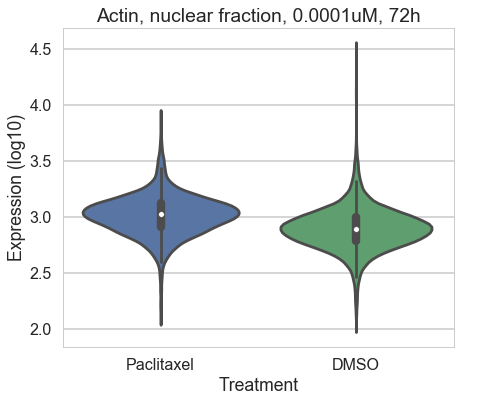 Actin, nuclear fraction, 0.0001uM, 72h
Expression (log10)
4.5
4.0
3.5
3.0
2.5
2.0
Paclitaxel DMSO
Treatment